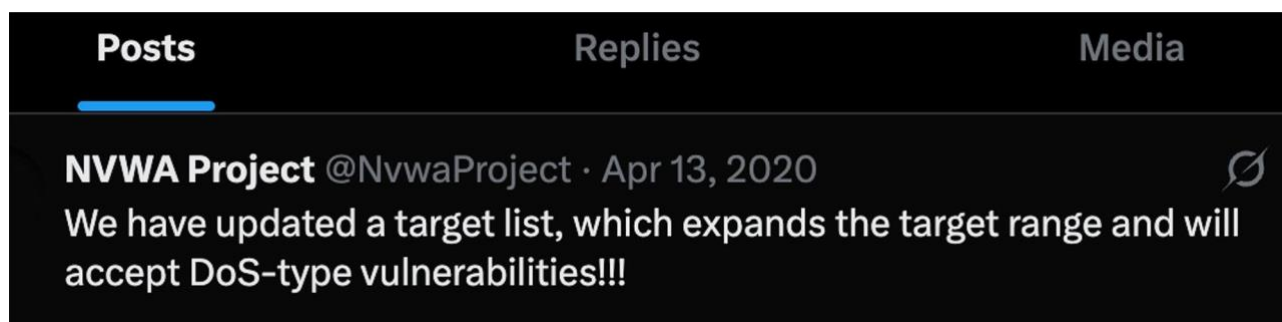 Posts Replies Media
NVWA Project @NvwaProject · Apr 13, 2020
We have updated a target list, which expands the target range and will
accept DoS-type vulnerabilities!!!